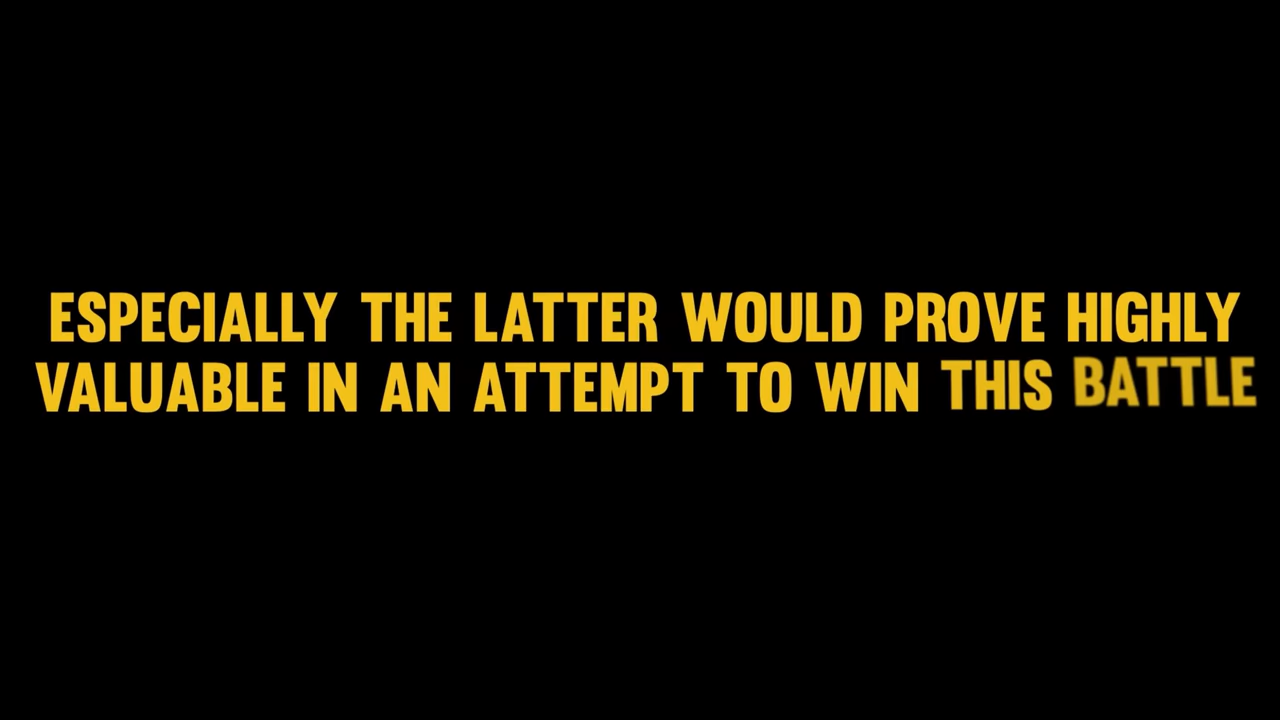 ESPECIALLY THE LATTER WOULD PROVE HIGHLY
VALUABLE IN AN ATTEMPT TO WIN THIS BATTLE